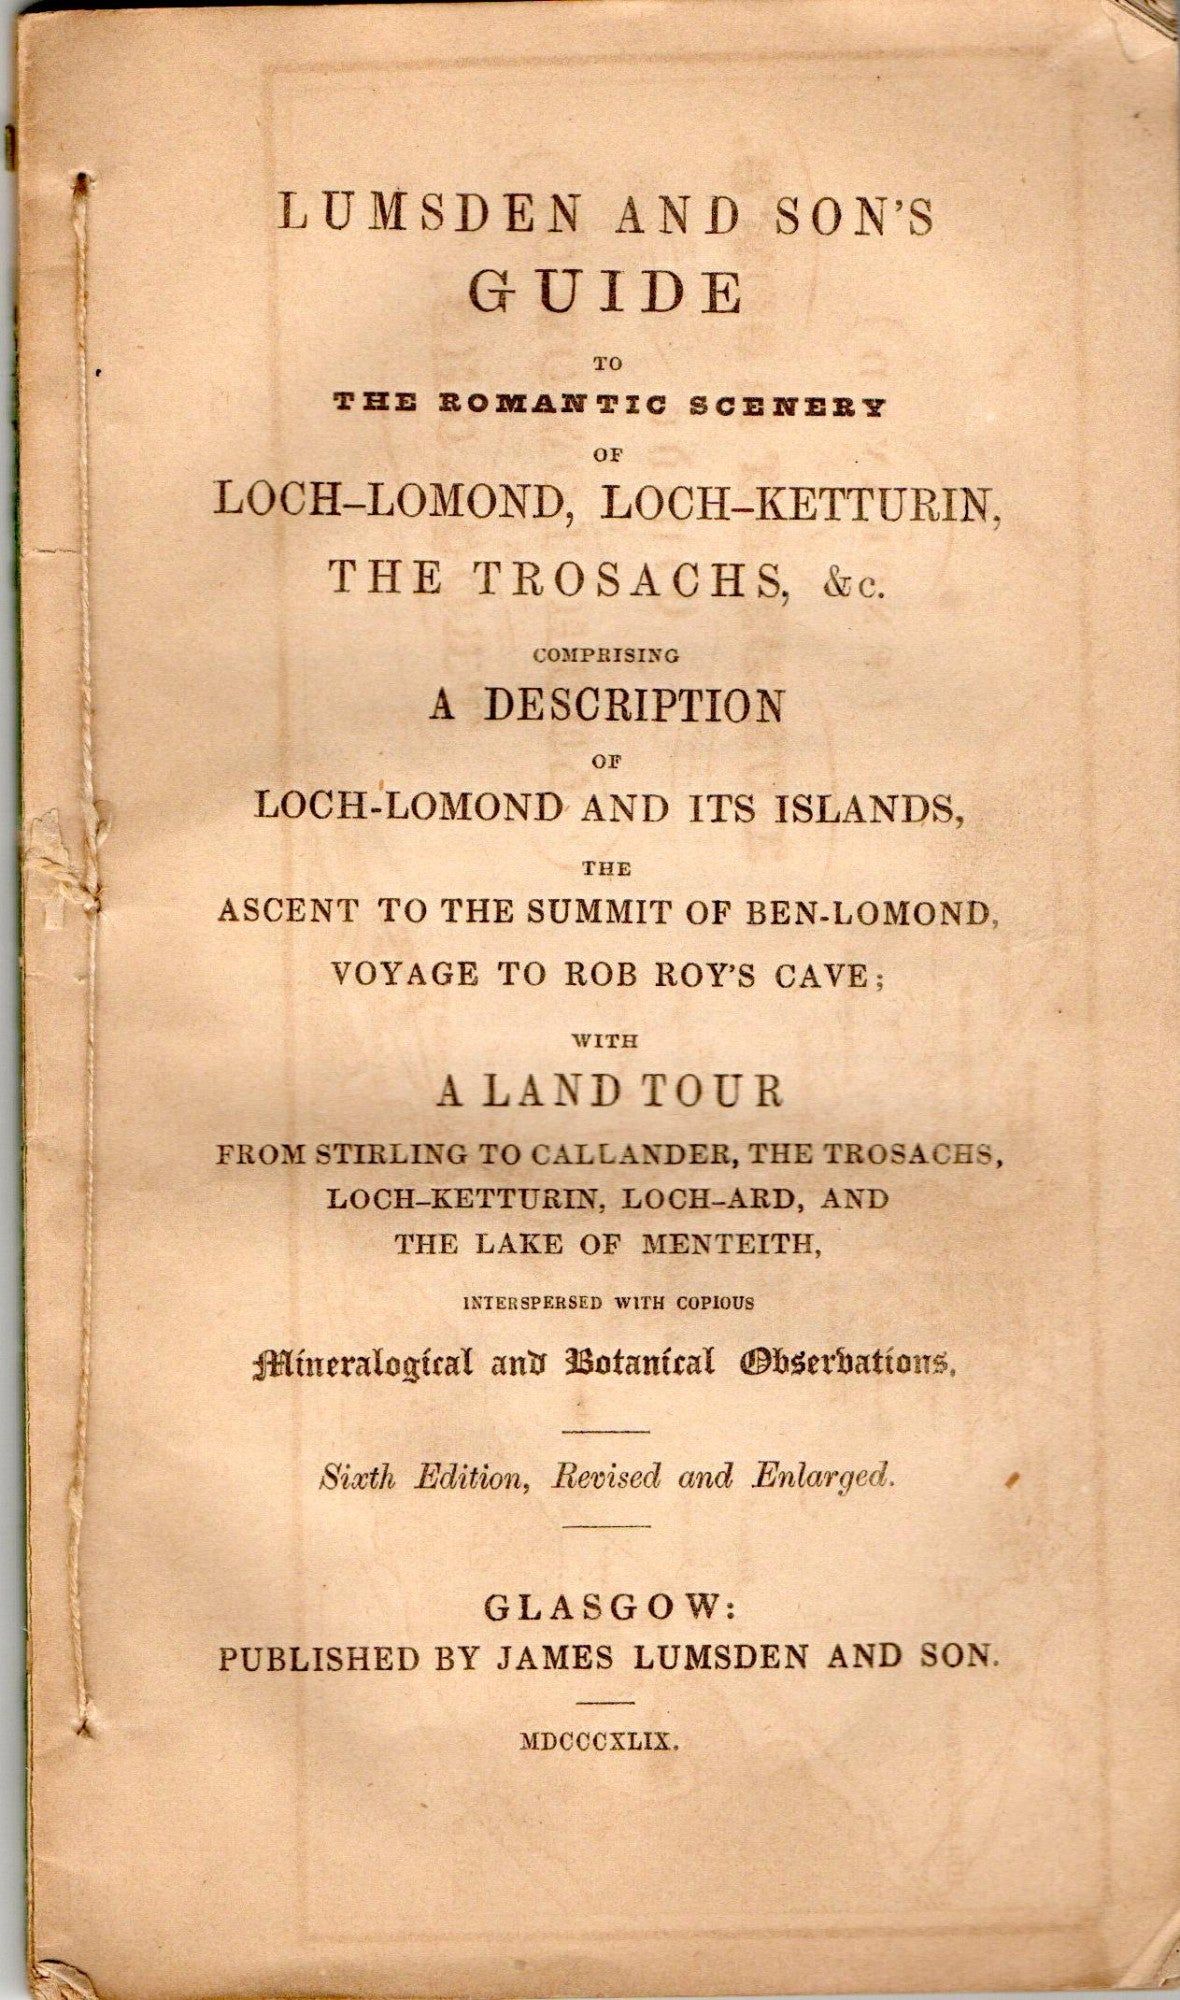 LUMSDEN AND SON'S
GUIDE
TO
THE ROMANTIC SCENERY
OF
LOCH-LOMOND, LOCH-KETTURIN,
THE TROSACHS, &c.
COMPRISING
A DESCRIPTION
OF
LOCH-LOMOND AND ITS ISLANDS,
THE
ASCENT TO THE SUMMIT OF BEN-LOMOND,
VOYAGE TO ROB ROY'S CAVE;
WITH
A LAND TOUR
FROM STIRLING TO CALLANDER, THE TROSACHS,
LOCH-KETTURIN, LOCH-ARD, AND
THE LAKE OF MENTEITH,
INTERSPERSED WITH COPIOUS
Mineralogical and Botanical Observations.
Sixth Edition, Revised and Enlarged.
GLASGOW:
PUBLISHED BY JAMES LUMSDEN AND SON.
MDCCCXLIX.